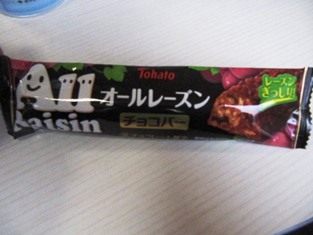 Tohato
All
Raisin
オールレーズン
チョコバー
レーズン
ぎっしり!